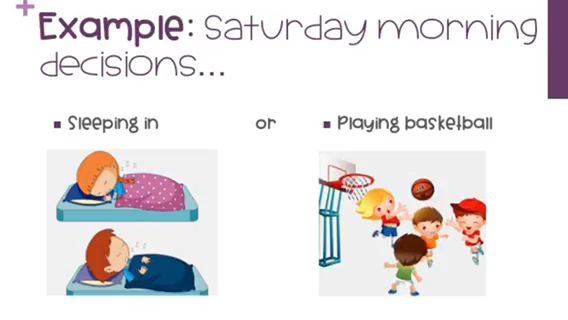 Example: Saturday morning
decisions...
Sleeping in or Playing basketball
z z z
z z z